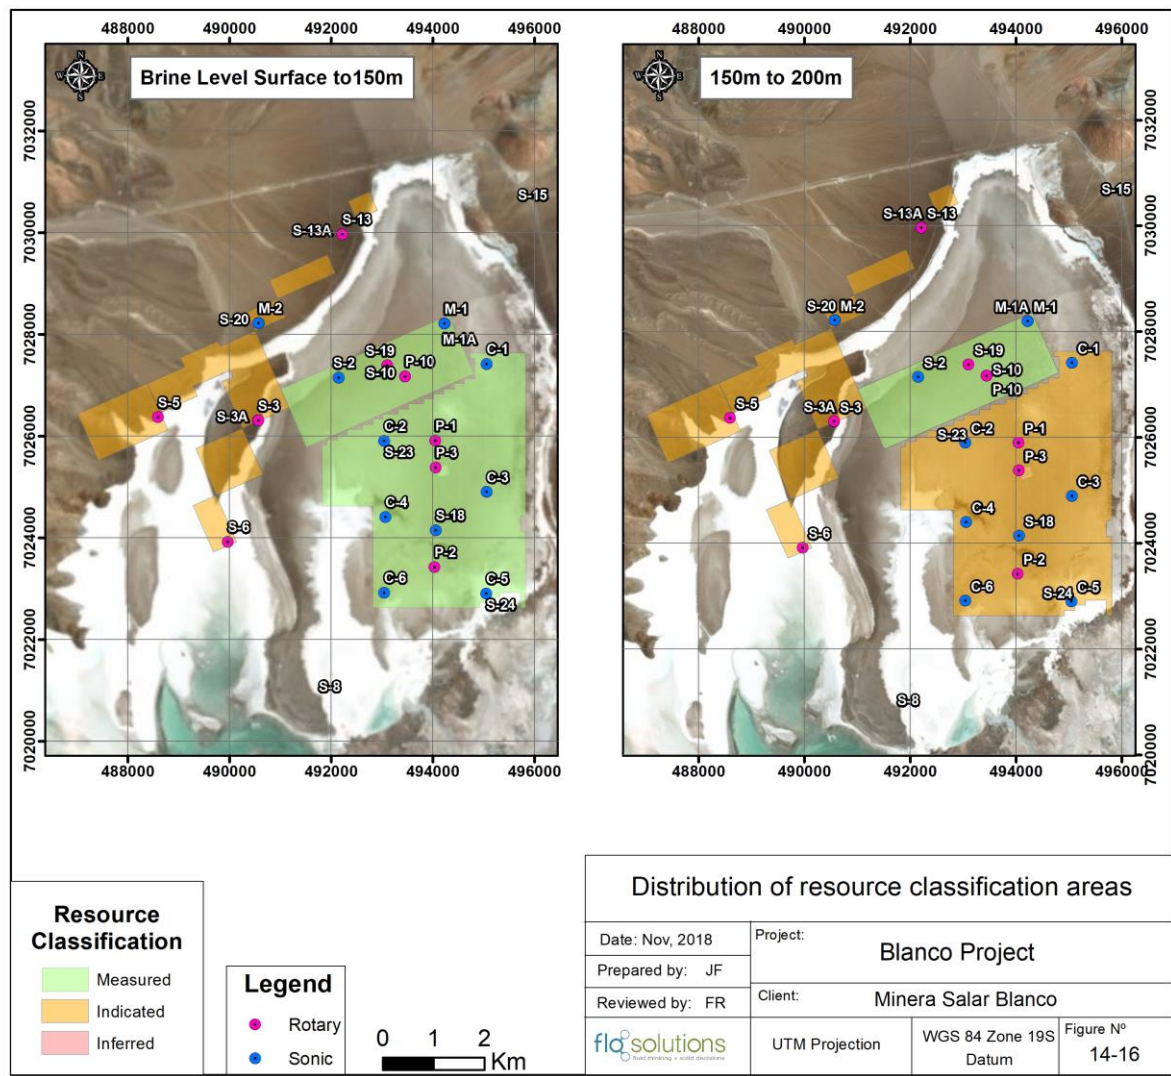 488000 490000 492000 494000 496000
488000 490000 492000 494000 496000
N
W E
S
Brine Level Surface to150m
7032000
7030000
7028000
7026000
7024000
7022000
7020000
S-15
S-13
S-13A
M-2
S-20
M-1
M-1A
S-19
S-2
S-10
P-10
C-1
S-5
S-3
S-3A
C-2
P-1
S-23
P-3
C-3
C-4
S-18
S-6
P-2
C-6
C-5
S-24
S-8
488000 490000 492000 494000 496000
N
W E
S
150m to 200m
7032000
7030000
7028000
7026000
7024000
7022000
7020000
S-15
S-13A S-13
S-20 M-2
M-1A M-1
S-19
S-2
S-10
P-10
C-1
S-5
S-3A S-3
C-2
S-23
P-1
P-3
C-3
C-4
S-18
S-6
P-2
C-6
S-24 C-5
S-8
488000 490000 492000 494000 496000
Resource
Classification
Measured
Indicated
Inferred
Legend
Rotary
Sonic
0 1 2
Km
Distribution of resource classification areas
Date: Nov, 2018
Prepared by: JF
Reviewed by: FR
Project:
Blanco Project
Client: Minera Salar Blanco
flosolutions
fluid thinking + solid decisions
UTM Projection
WGS 84 Zone 19S
Datum
Figure Nº
14-16